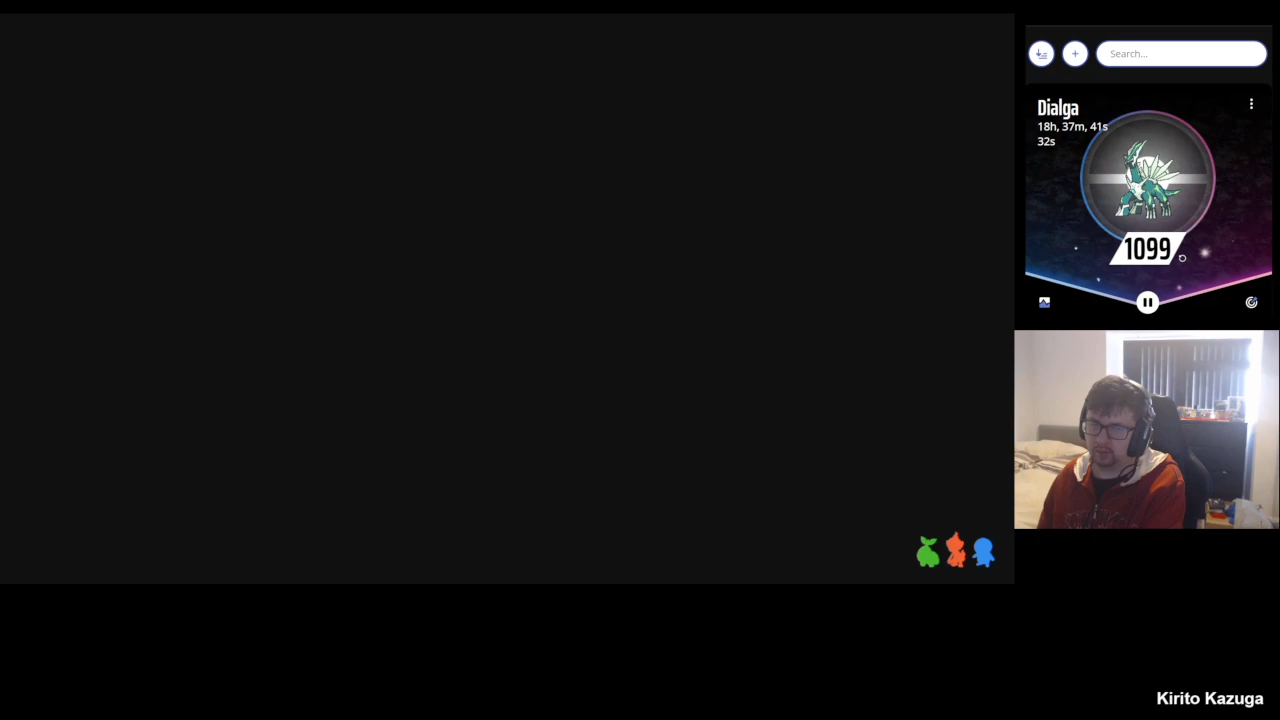 Search...
Dialga
18h, 37m, 41s
32s
1099
Kirito Kazuga